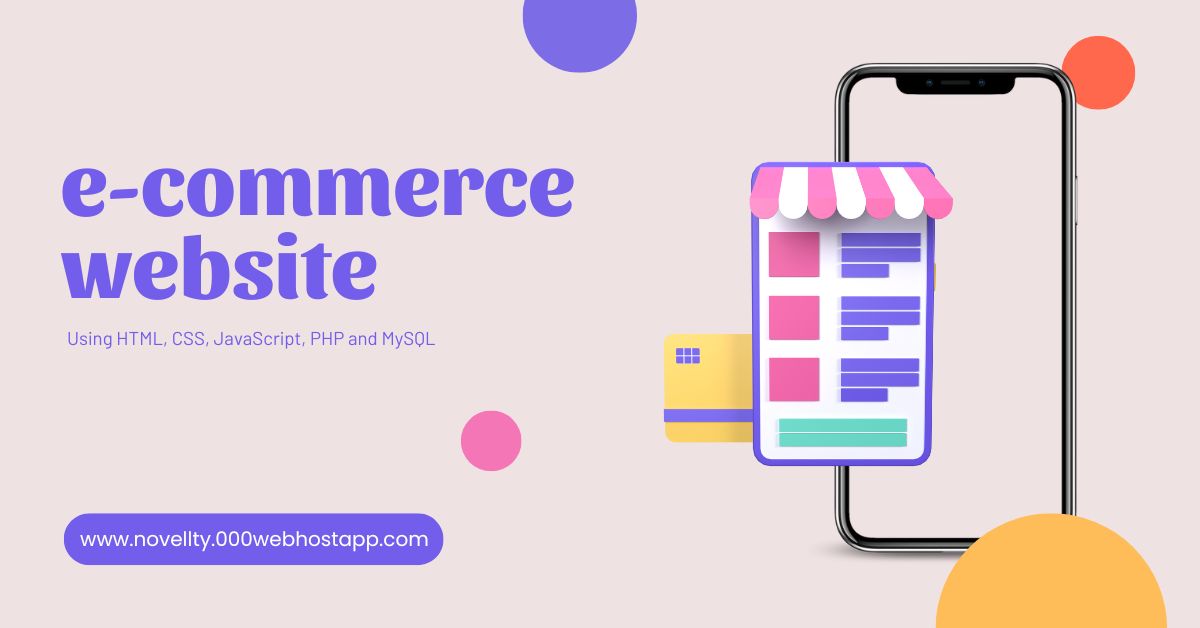 e-commerce
website
Using HTML, CSS, JavaScript, PHP and MySQL
www.novellty.000webhostapp.com